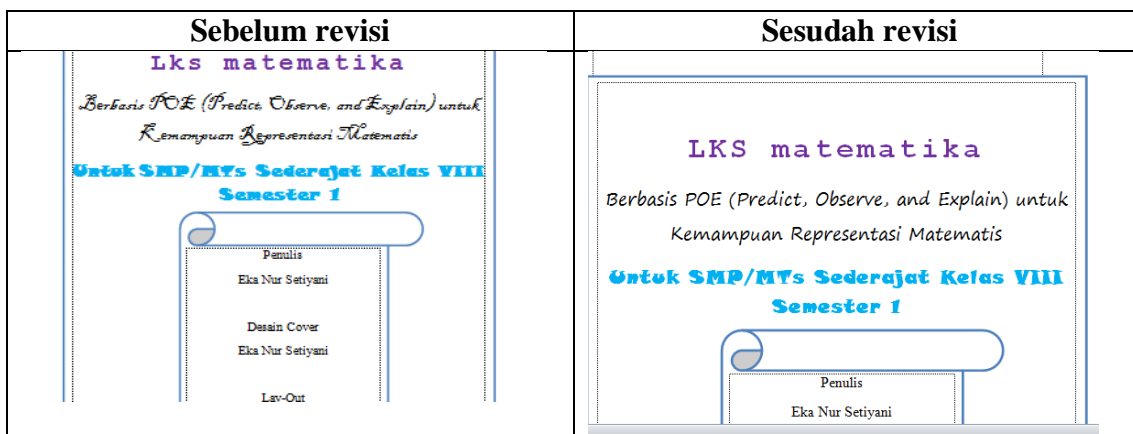 Sebelum revisi
Lks matematika
Berbasis POE (Predict, Observe, and Explain) untuk
Kemampuan Representasi Matematis
Untuk SMP/MTs Sederajat Kelas VIII
Semester 1
Penulis
Eka Nur Setiyani
Desain Cover
Eka Nur Setiyani
Lay-Out
Sesudah revisi
LKS matematika
Berbasis POE (Predict, Observe, and Explain) untuk
Kemampuan Representasi Matematis
Untuk SMP/MTs Sederajat Kelas VIII
Semester 1
Penulis
Eka Nur Setiyani